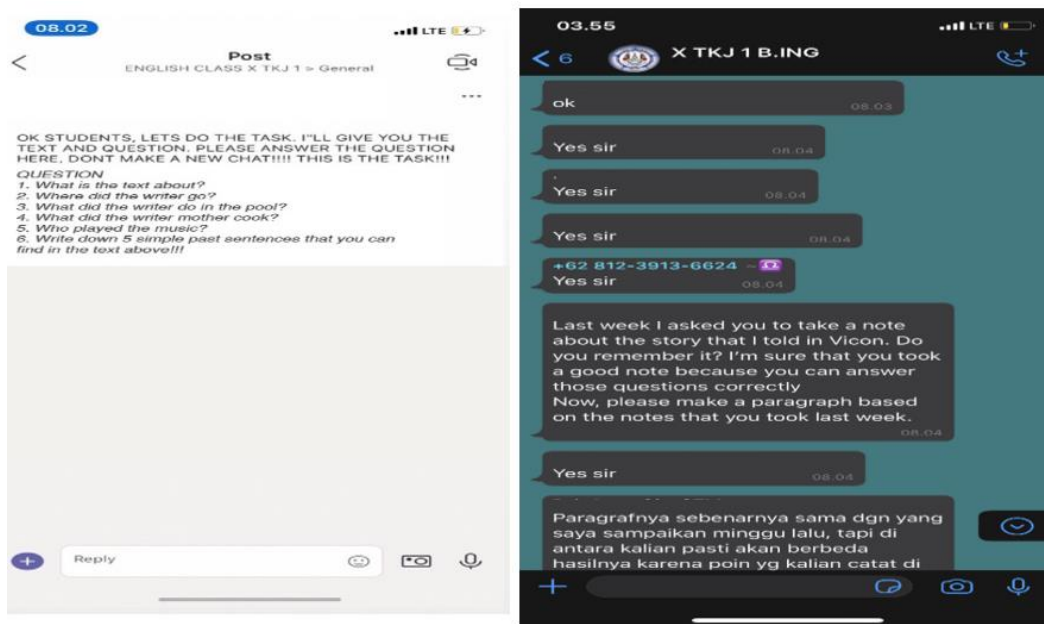 08.02
LTE
Post
ENGLISH CLASS X TKJ 1 > General
OK STUDENTS, LETS DO THE TASK. I"LL GIVE YOU THE
TEXT AND QUESTION. PLEASE ANSWER THE QUESTION
HERE, DONT MAKE A NEW CHAT!!!! THIS IS THE TASK!!!
QUESTION
1. What is the text about?
2. Where did the writer go?
3. What did the writer do in the pool?
4. What did the writer mother cook?
5. Who played the music?
6. Write down 5 simple past sentences that you can
find in the text above!!!
Reply
03.55
LTE
6
X TKJ 1 B.ING
ok
08.03
Yes sir
08.04
Yes sir
08.04
Yes sir
08.04
+62 812-3913-6624 ~
Yes sir
08.04
Last week I asked you to take a note
about the story that I told in Vicon. Do
you remember it? I'm sure that you took
a good note because you can answer
those questions correctly
Now, please make a paragraph based
on the notes that you took last week.
08.04
Yes sir
08.04
Paragrafnya sebenarnya sama dgn yang
saya sampaikan minggu lalu, tapi di
antara kalian pasti akan berbeda
hasilnya karena poin yg kalian catat di